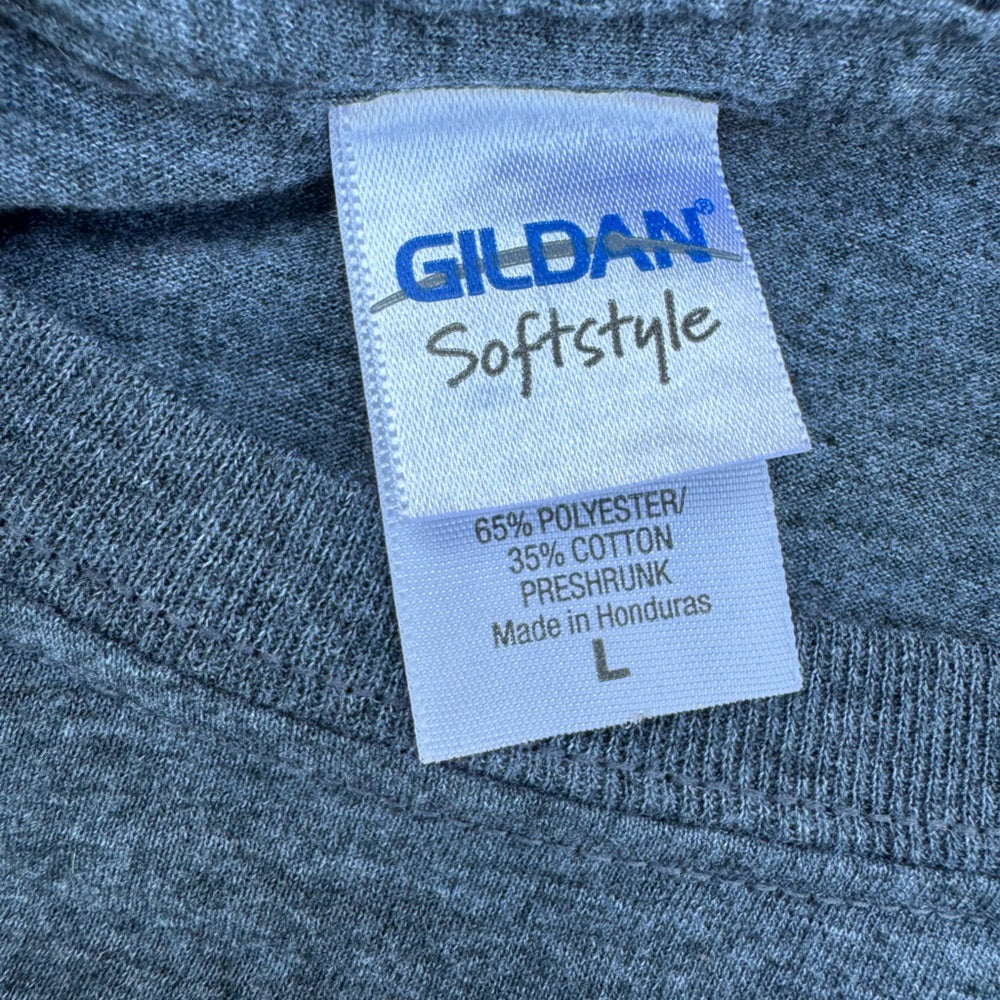 GILDAN®
Softstyle
65% POLYESTER/
35% COTTON
PRESHRUNK
Made in Honduras
L